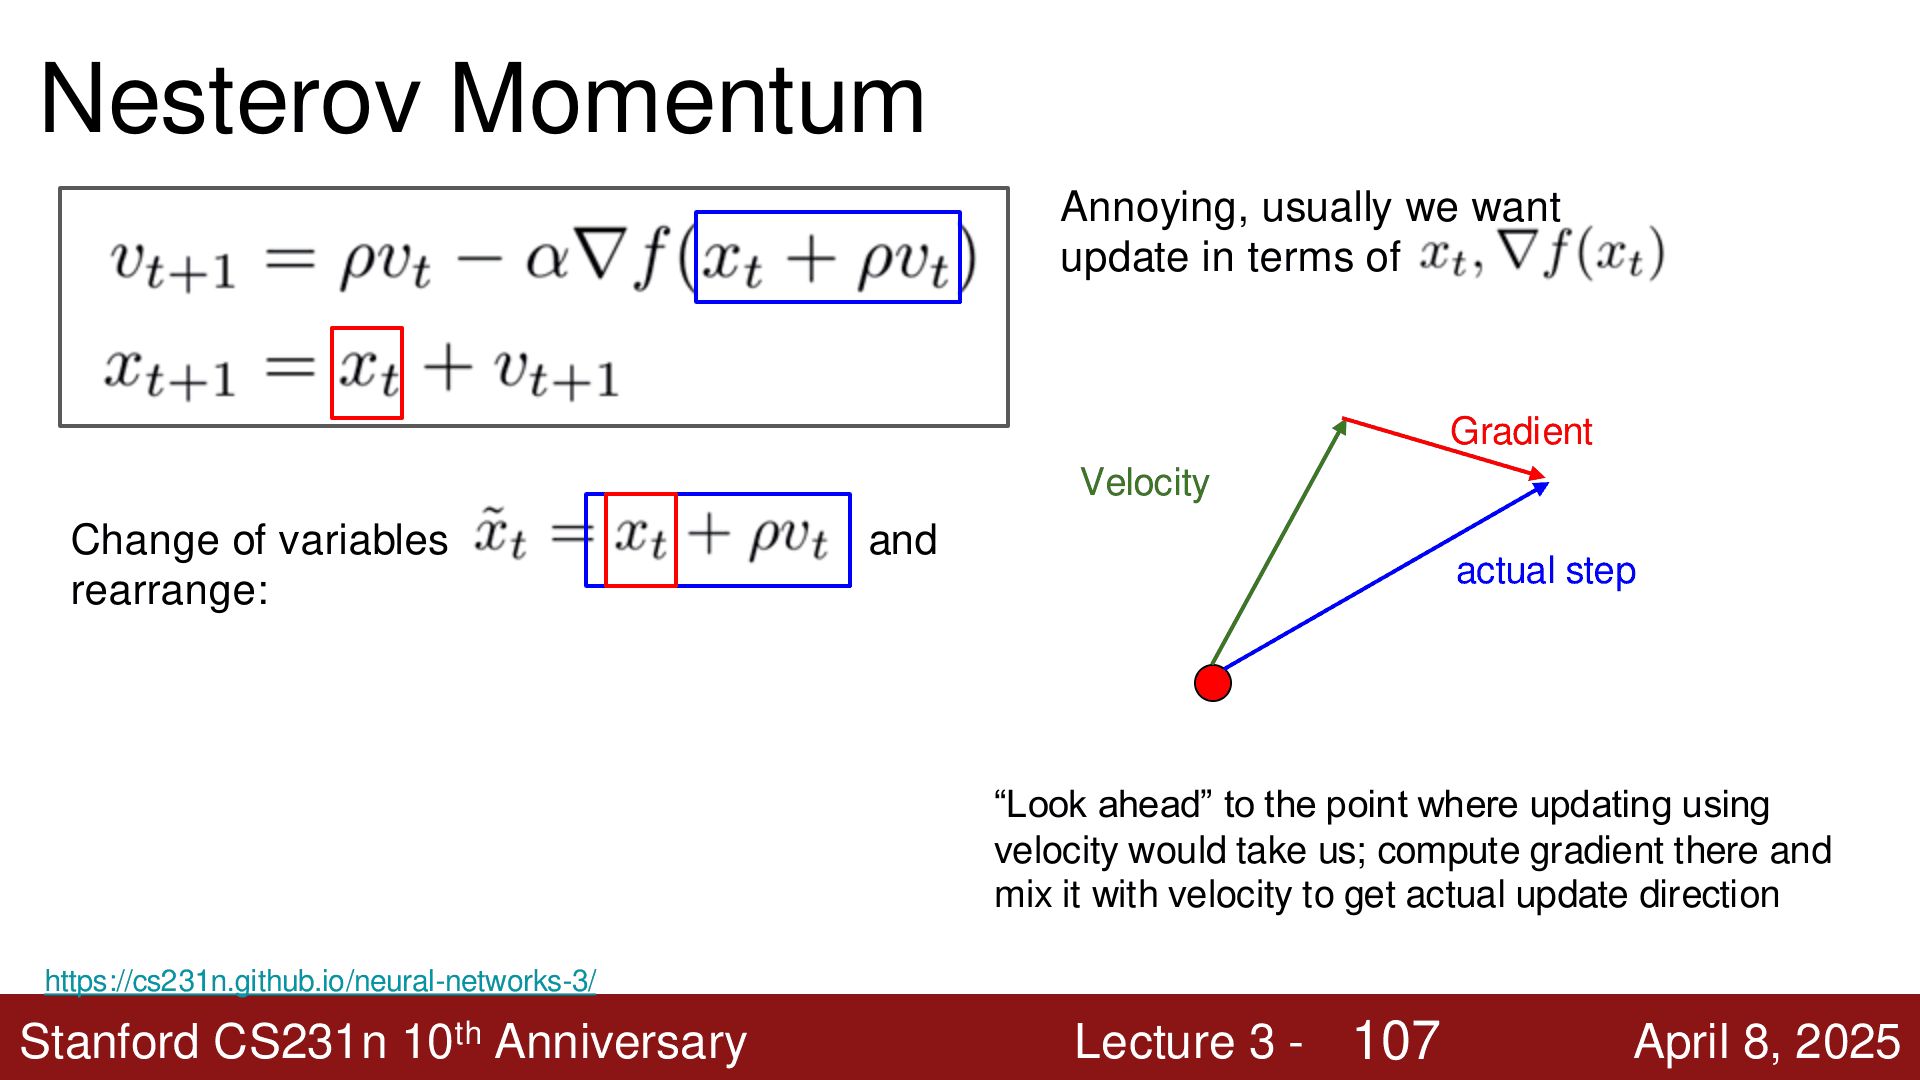 Nesterov Momentum
v_{t+1} = ρv_t − α∇f(x_t + ρv_t)
x_{t+1} = x_t + v_{t+1}
Annoying, usually we want
update in terms of x_t, ∇f(x_t)
Change of variables x̃_t = x_t + ρv_t and
rearrange:
Gradient
Velocity
actual step
“Look ahead” to the point where updating using
velocity would take us; compute gradient there and
mix it with velocity to get actual update direction
https://cs231n.github.io/neural-networks-3/
Stanford CS231n 10th Anniversary
Lecture 3 - 107
April 8, 2025